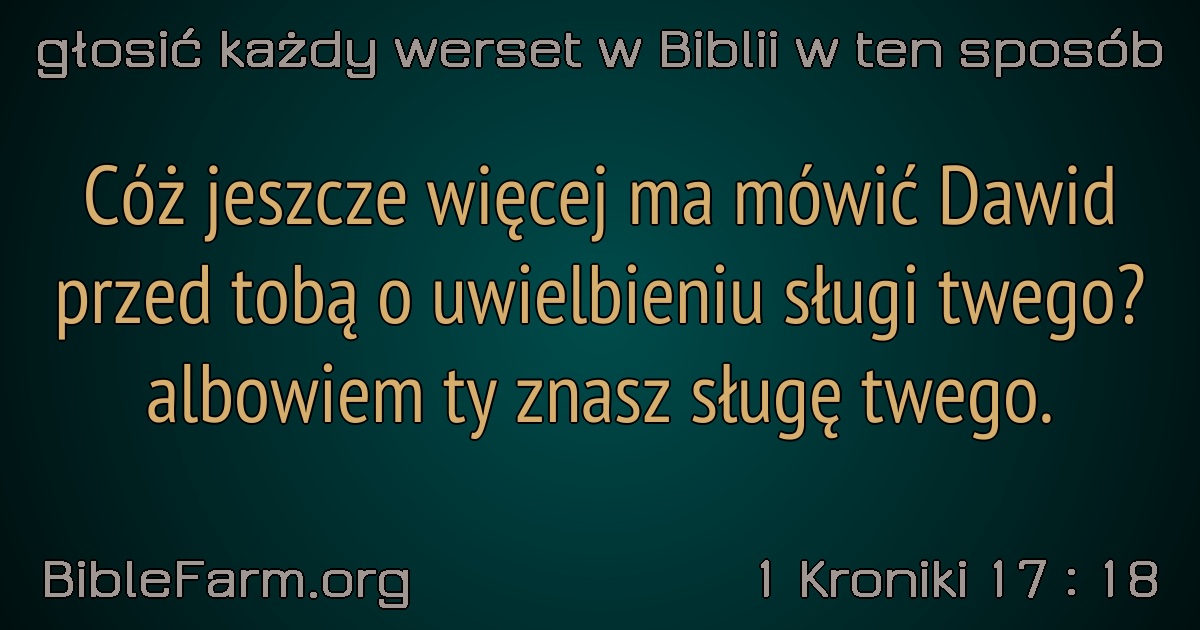 głosić każdy werset w Biblii w ten sposób
Cóż jeszcze więcej ma mówić Dawid
przed tobą o uwielbieniu sługi twego?
albowiem ty znasz sługę twego.
BibleFarm.org
1 Kroniki 17 : 18